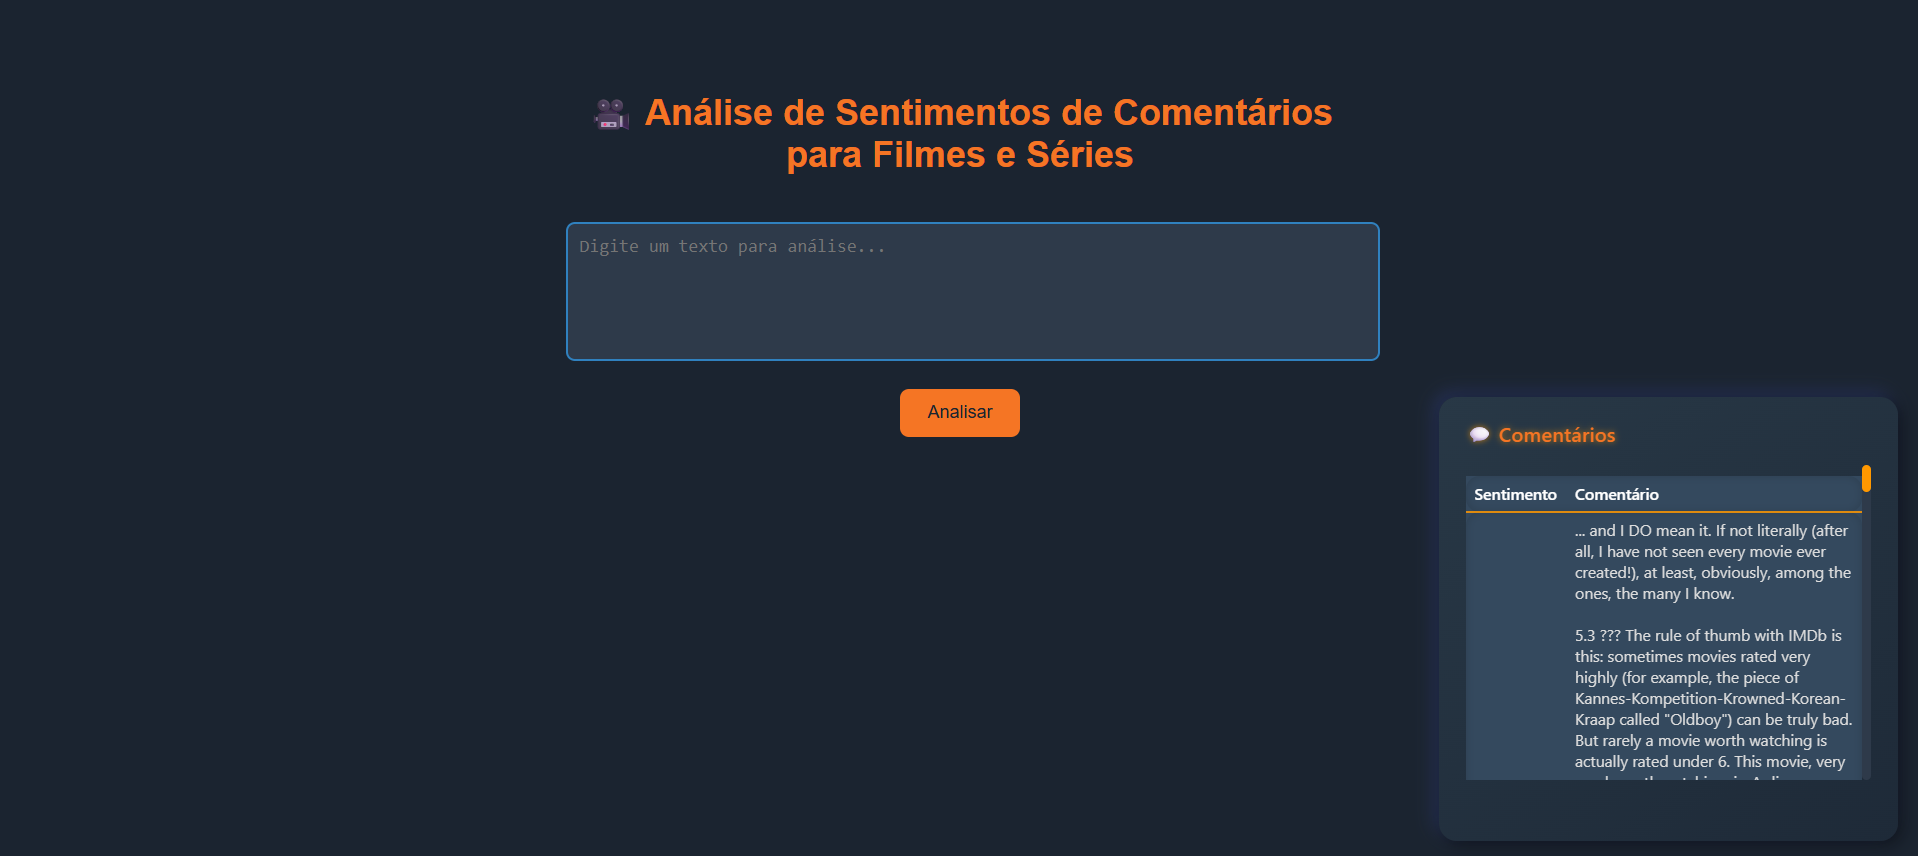 Análise de Sentimentos de Comentários
para Filmes e Séries
Digite um texto para análise...
Analisar
Comentários
Sentimento Comentário
... and I DO mean it. If not literally (after
all, I have not seen every movie ever
created!), at least, obviously, among the
ones, the many I know.
5.3 ??? The rule of thumb with IMDb is
this: sometimes movies rated very
highly (for example, the piece of
Kannes-Kompetition-Krowned-Korean-
Kraap called "Oldboy") can be truly bad.
But rarely a movie worth watching is
actually rated under 6. This movie, very